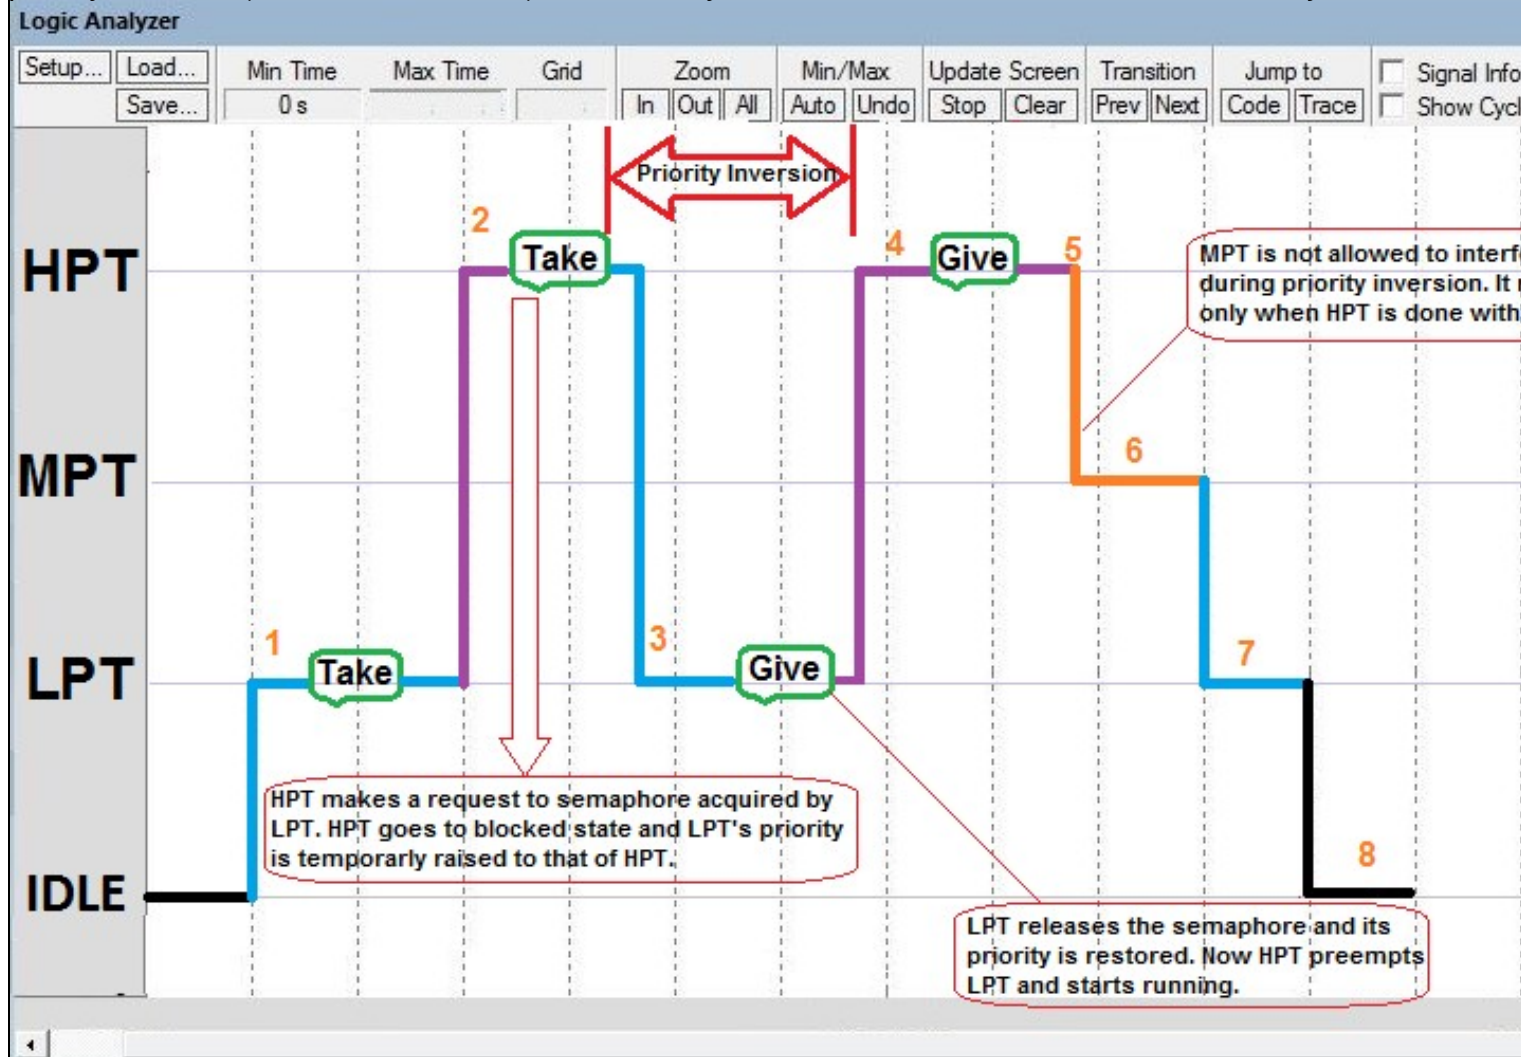 Logic Analyzer
Setup... Load... Min Time Max Time Grid Zoom Min/Max Update Screen Transition Jump to Signal Info
Save... 0 s In Out All Auto Undo Stop Clear Prev Next Code Trace Show Cycl
Priority Inversion
2 4 5
HPT Take Give
MPT is not allowed to interf
during priority inversion. It
only when HPT is done with
6
MPT
1 3 7
LPT Take Give
HPT makes a request to semaphore acquired by
LPT. HPT goes to blocked state and LPT's priority
is temporarly raised to that of HPT.
8
IDLE
LPT releases the semaphore and its
priority is restored. Now HPT preempts
LPT and starts running.